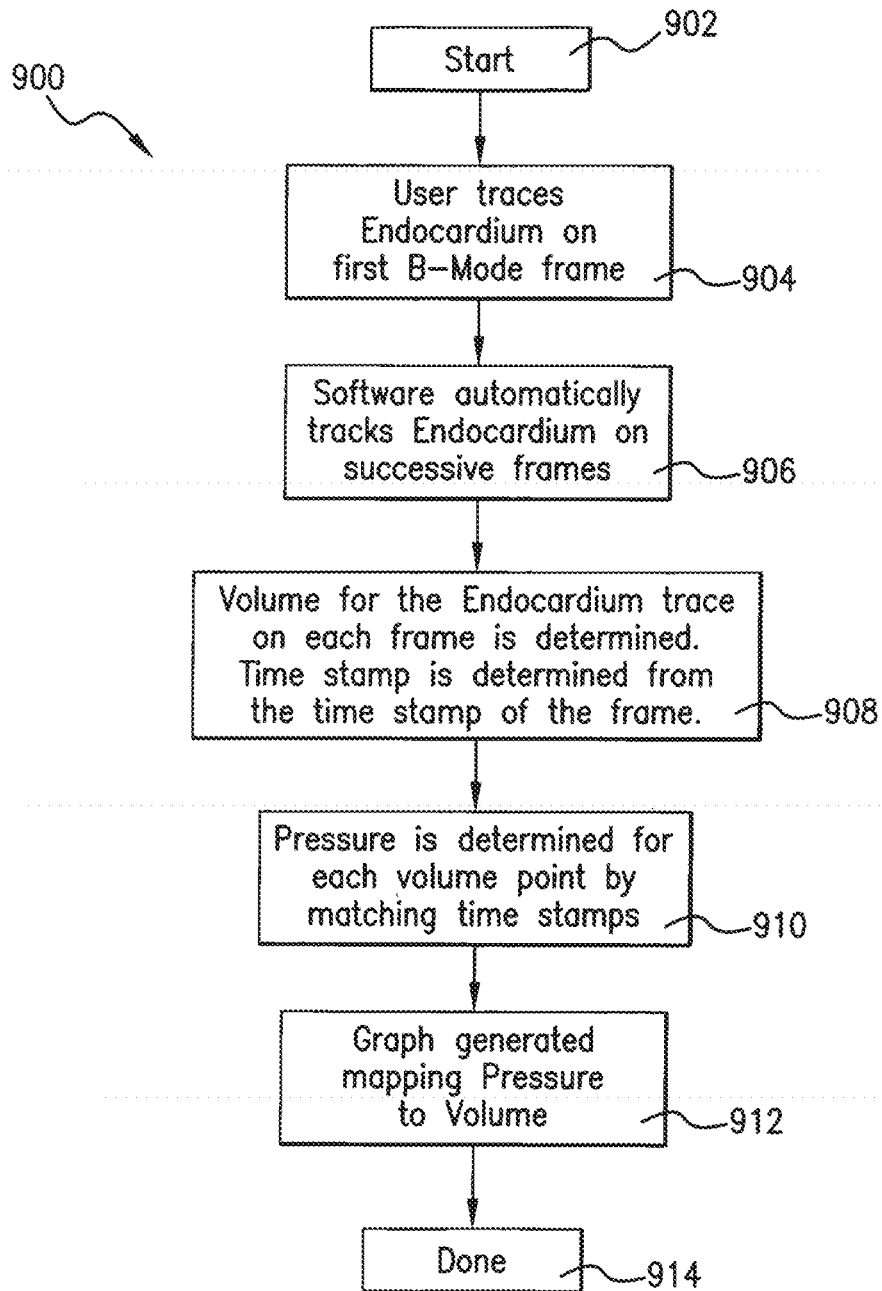 902
Start
900
User traces
Endocardium on
first B-Mode frame
904
Software automatically
tracks Endocardium on
successive frames
906
Volume for the Endocardium trace
on each frame is determined.
Time stamp is determined from
the time stamp of the frame.
908
Pressure is determined for
each volume point by
matching time stamps
910
Graph generated
mapping Pressure
to Volume
912
Done
914